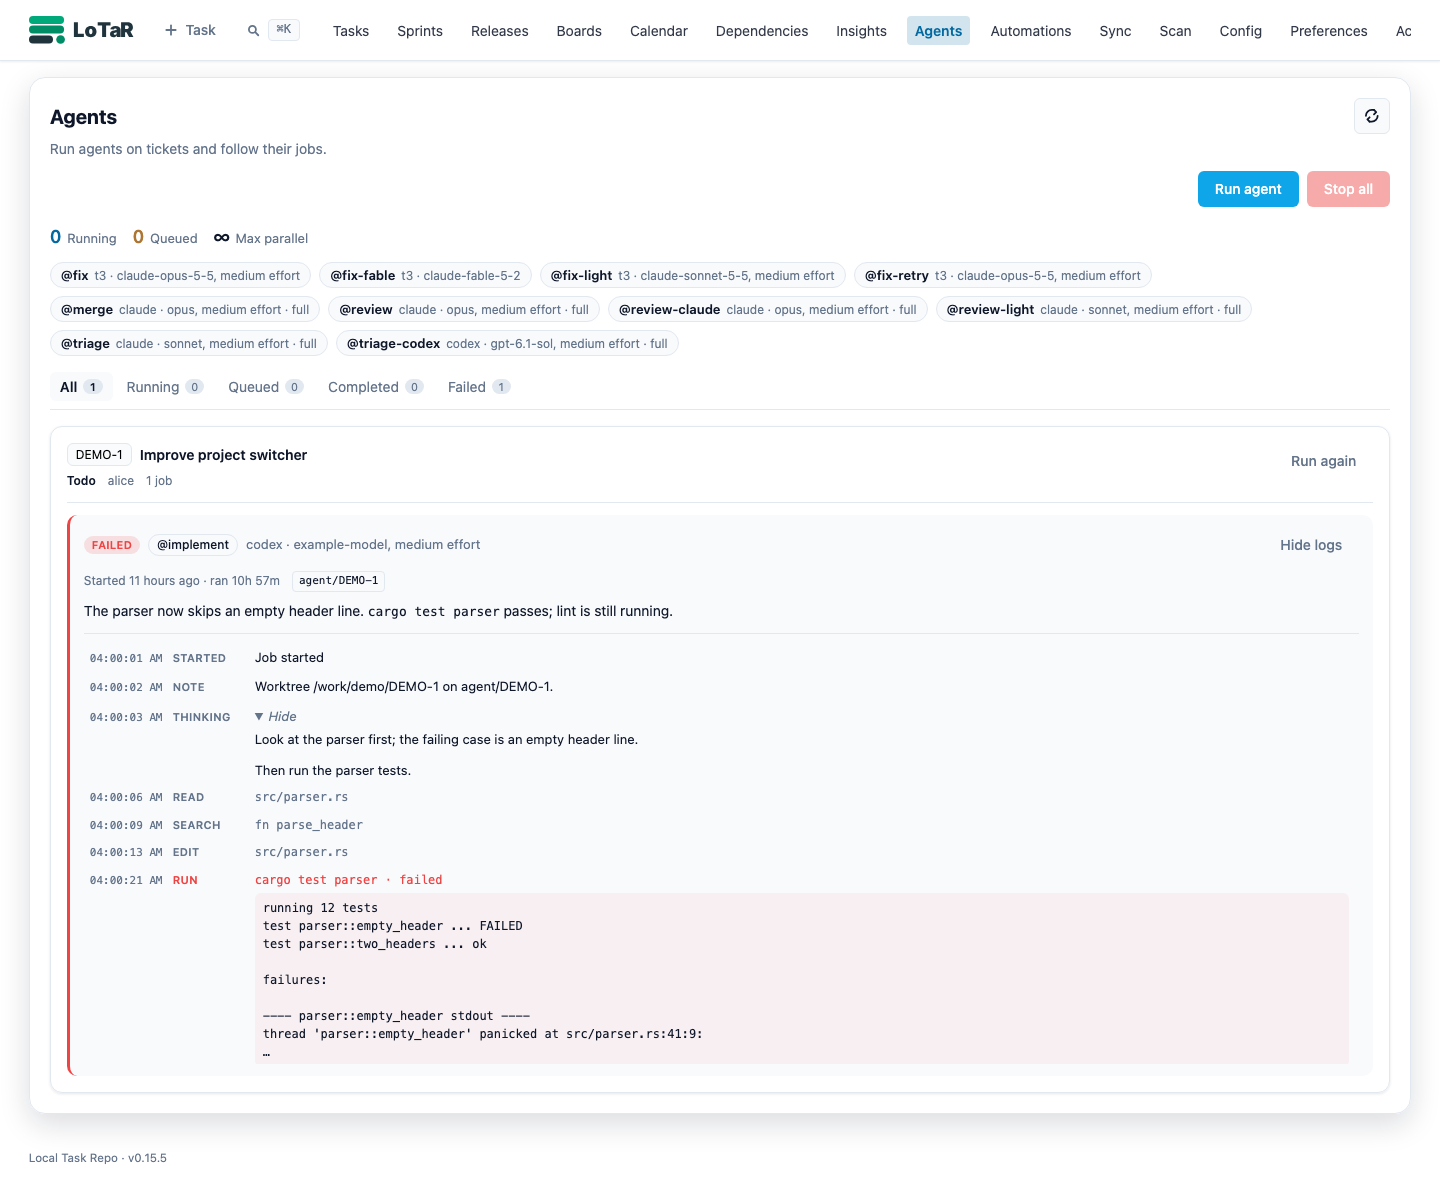 LoTaR + Task ⌘K Tasks Sprints Releases Boards Calendar Dependencies Insights Agents Automations Sync Scan Config Preferences Ac
Agents
Run agents on tickets and follow their jobs.
Run agent Stop all
0 Running 0 Queued ∞ Max parallel
@fix t3 · claude-opus-5-5, medium effort @fix-fable t3 · claude-fable-5-2 @fix-light t3 · claude-sonnet-5-5, medium effort @fix-retry t3 · claude-opus-5-5, medium effort
@merge claude · opus, medium effort · full @review claude · opus, medium effort · full @review-claude claude · opus, medium effort · full @review-light claude · sonnet, medium effort · full
@triage claude · sonnet, medium effort · full @triage-codex codex · gpt-6.1-sol, medium effort · full
All 1 Running 0 Queued 0 Completed 0 Failed 1
DEMO-1 Improve project switcher Run again
Todo alice 1 job
FAILED @implement codex · example-model, medium effort Hide logs
Started 11 hours ago · ran 10h 57m agent/DEMO-1
The parser now skips an empty header line. cargo test parser passes; lint is still running.
04:00:01 AM STARTED Job started
04:00:02 AM NOTE Worktree /work/demo/DEMO-1 on agent/DEMO-1.
04:00:03 AM THINKING ▼ Hide
Look at the parser first; the failing case is an empty header line.
Then run the parser tests.
04:00:06 AM READ src/parser.rs
04:00:09 AM SEARCH fn parse_header
04:00:13 AM EDIT src/parser.rs
04:00:21 AM RUN cargo test parser · failed
running 12 tests
test parser::empty_header ... FAILED
test parser::two_headers ... ok
failures:
---- parser::empty_header stdout ----
thread 'parser::empty_header' panicked at src/parser.rs:41:9:
…
Local Task Repo · v0.15.5